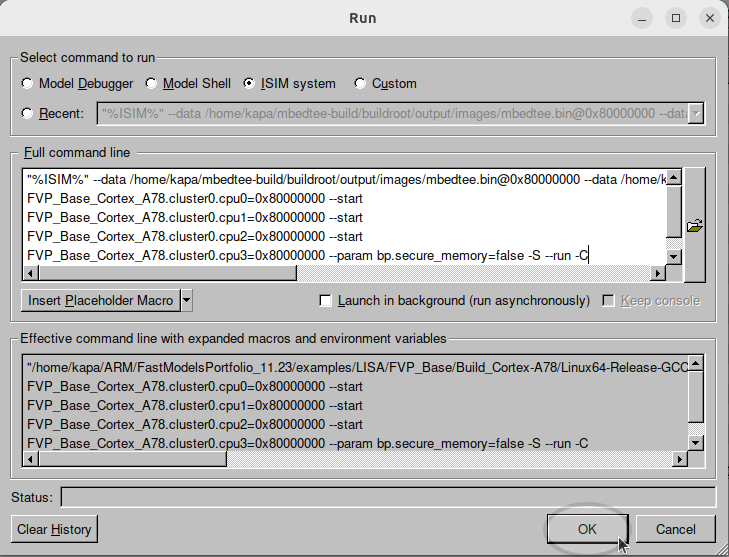 Run
Select command to run
Model Debugger Model Shell ISIM system Custom
Recent: "%ISIM%" --data /home/kapa/mbedtee-build/buildroot/output/images/mbedtee.bin@0x80000000 --data
Full command line
"%ISIM%" --data /home/kapa/mbedtee-build/buildroot/output/images/mbedtee.bin@0x80000000 --data /home/k
FVP_Base_Cortex_A78.cluster0.cpu0=0x80000000 --start
FVP_Base_Cortex_A78.cluster0.cpu1=0x80000000 --start
FVP_Base_Cortex_A78.cluster0.cpu2=0x80000000 --start
FVP_Base_Cortex_A78.cluster0.cpu3=0x80000000 --param bp.secure_memory=false -S --run -C
Insert Placeholder Macro Launch in background (run asynchronously) Keep console
Effective command line with expanded macros and environment variables
"/home/kapa/ARM/FastModelsPortfolio_11.23/examples/LISA/FVP_Base/Build_Cortex-A78/Linux64-Release-GCC
FVP_Base_Cortex_A78.cluster0.cpu0=0x80000000 --start
FVP_Base_Cortex_A78.cluster0.cpu1=0x80000000 --start
FVP_Base_Cortex_A78.cluster0.cpu2=0x80000000 --start
FVP_Base_Cortex_A78.cluster0.cpu3=0x80000000 --param bp.secure_memory=false -S --run -C
Status:
Clear History OK Cancel